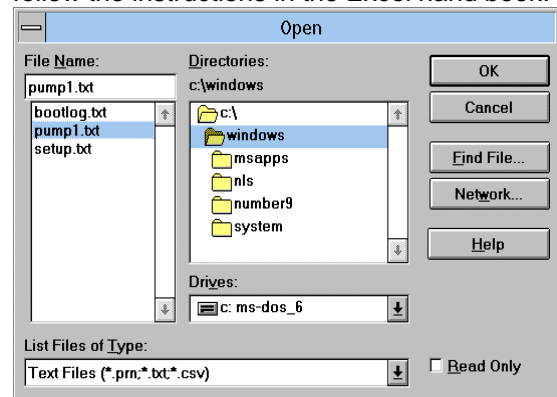 follow the instructions in the Excel hand book.
Open
File Name:
pump1.txt
bootlog.txt
pump1.txt
setup.txt
Directories:
c:\windows
c:\
windows
msapps
nls
number9
system
Drives:
c: ms-dos_6
List Files of Type:
Text Files (*.prn;*.txt;*.csv)
OK
Cancel
Find File...
Network...
Help
Read Only